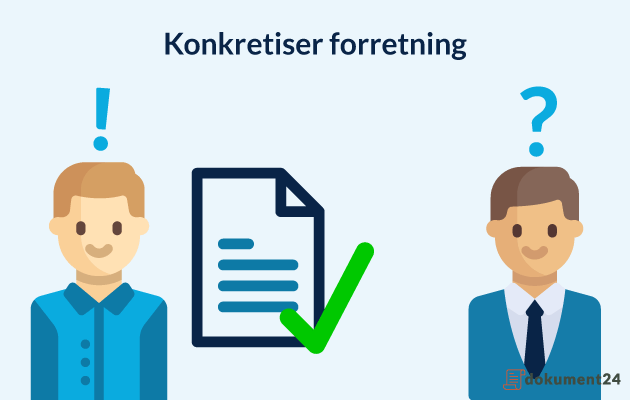 Konkretiser forretning
!
?
dokument24